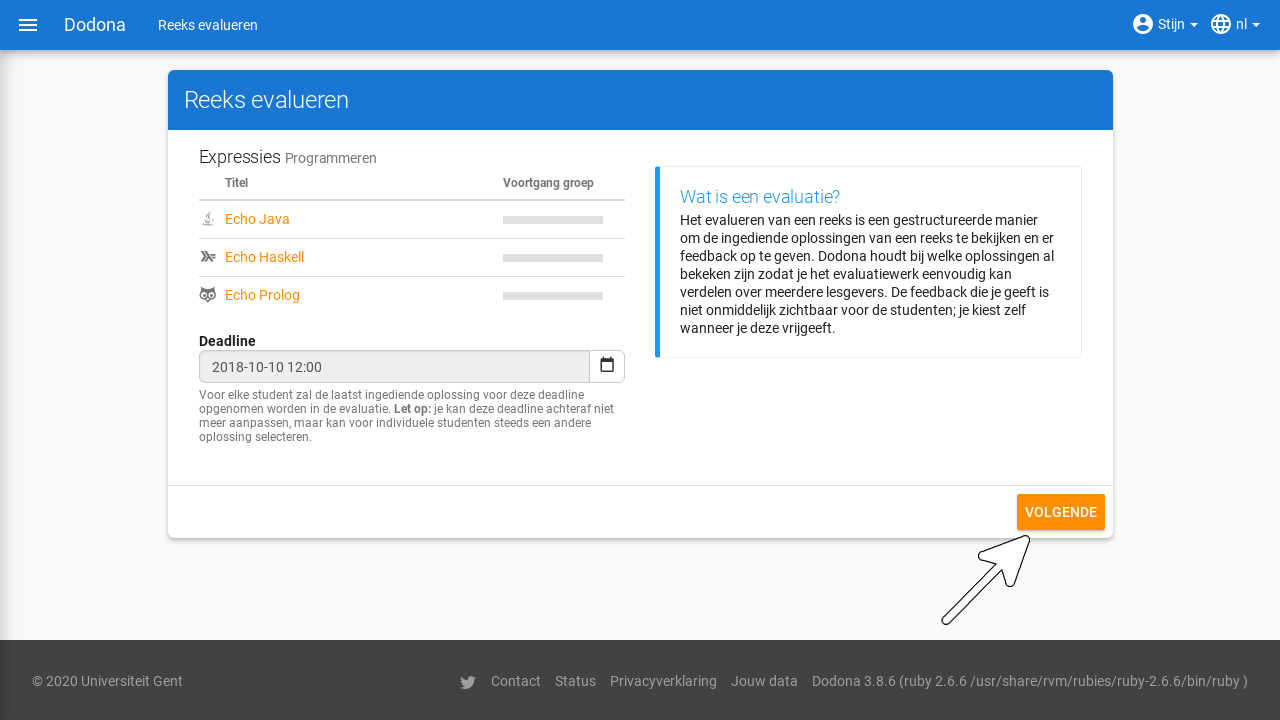 Dodona
Reeks evalueren
Stijn
nl
Reeks evalueren
Expressies Programmeren
Titel
Voortgang groep
Echo Java
Echo Haskell
Echo Prolog
Deadline
2018-10-10 12:00
Voor elke student zal de laatst ingediende oplossing voor deze deadline
opgenomen worden in de evaluatie. Let op: je kan deze deadline achteraf niet
meer aanpassen, maar kan voor individuele studenten steeds een andere
oplossing selecteren.
Wat is een evaluatie?
Het evalueren van een reeks is een gestructureerde manier
om de ingediende oplossingen van een reeks te bekijken en er
feedback op te geven. Dodona houdt bij welke oplossingen al
bekeken zijn zodat je het evaluatiewerk eenvoudig kan
verdelen over meerdere lesgevers. De feedback die je geeft is
niet onmiddelijk zichtbaar voor de studenten; je kiest zelf
wanneer je deze vrijgeeft.
VOLGENDE
© 2020 Universiteit Gent
Contact
Status
Privacyverklaring
Jouw data
Dodona 3.8.6 (ruby 2.6.6 /usr/share/rvm/rubies/ruby-2.6.6/bin/ruby )